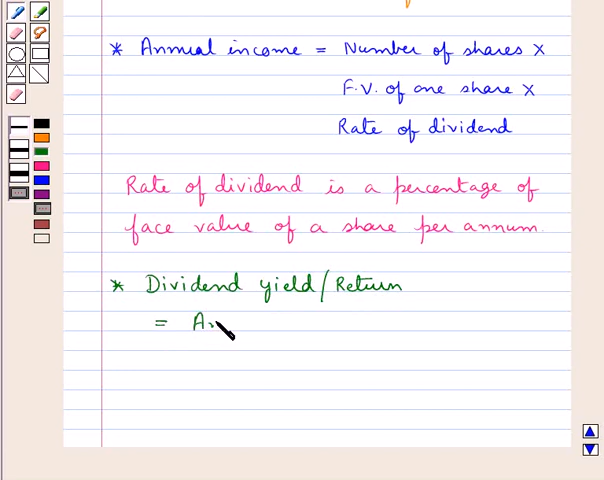 * Annual income = Number of shares x
F.V. of one share x
Rate of dividend
Rate of dividend is a percentage of
face value of a share per annum
* Dividend yield/Return
= A